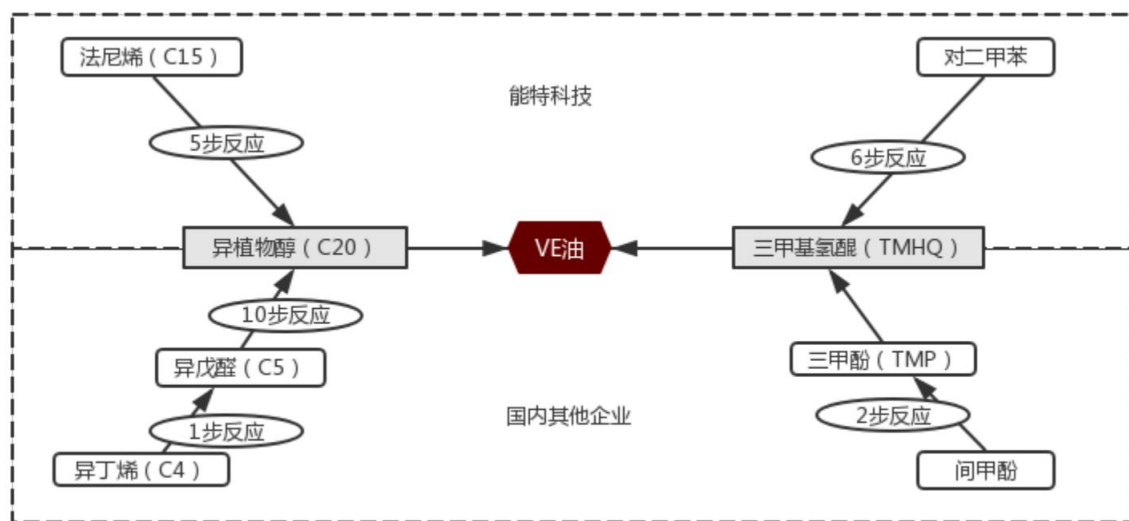 法尼烯（C15）
对二甲苯
能特科技
5步反应
6步反应
异植物醇（C20）
VE油
三甲基氢醌（TMHQ）
10步反应
异戊醛（C5）
三甲酚（TMP）
1步反应
国内其他企业
2步反应
异丁烯（C4）
间甲酚